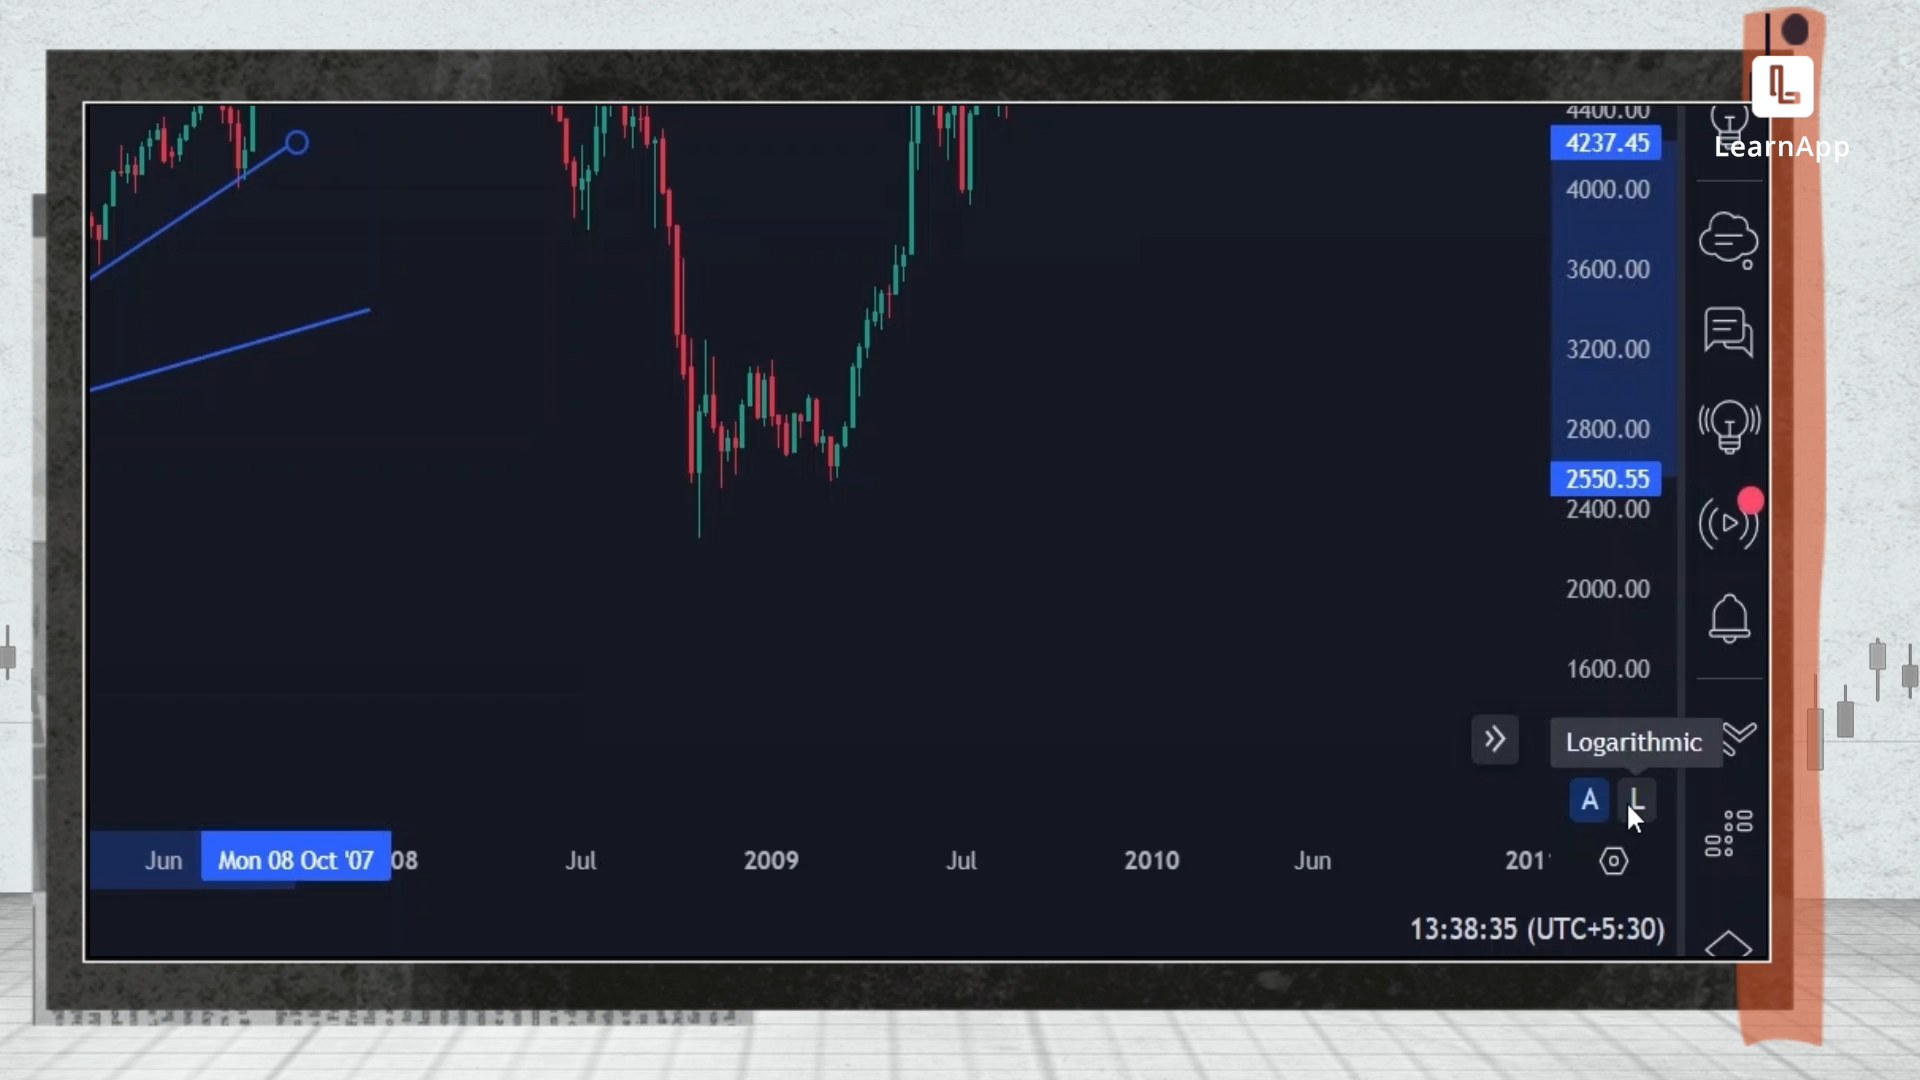 LearnApp
4400.00
4237.45
4000.00
3600.00
3200.00
2800.00
2550.55
2400.00
2000.00
1600.00
Logarithmic
A L
Jun Mon 08 Oct '07 08 Jul 2009 Jul 2010 Jun 201
13:38:35 (UTC+5:30)